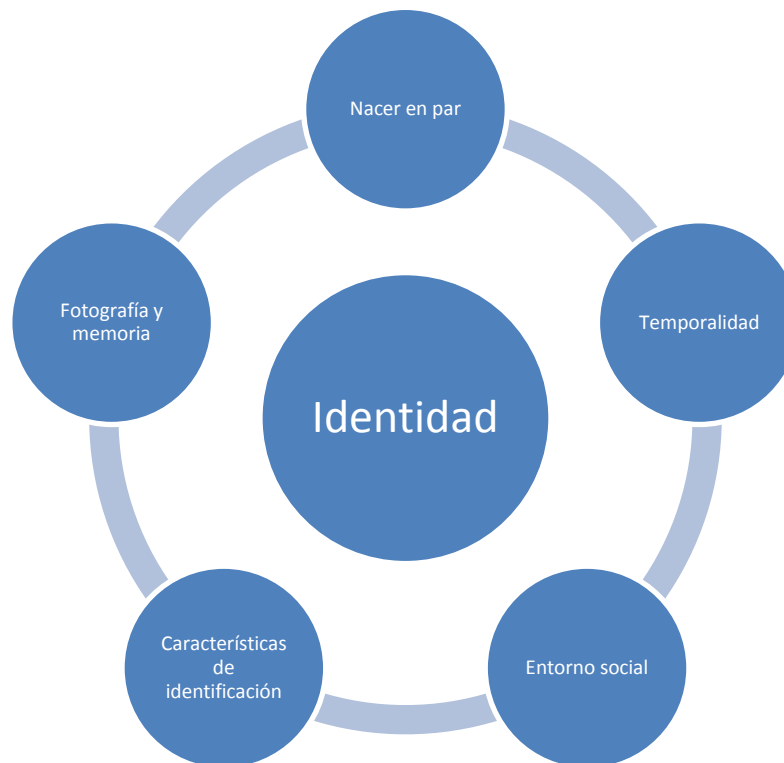 Nacer en par
Fotografía y
memoria
Temporalidad
Identidad
Características
de
identificación
Entorno social